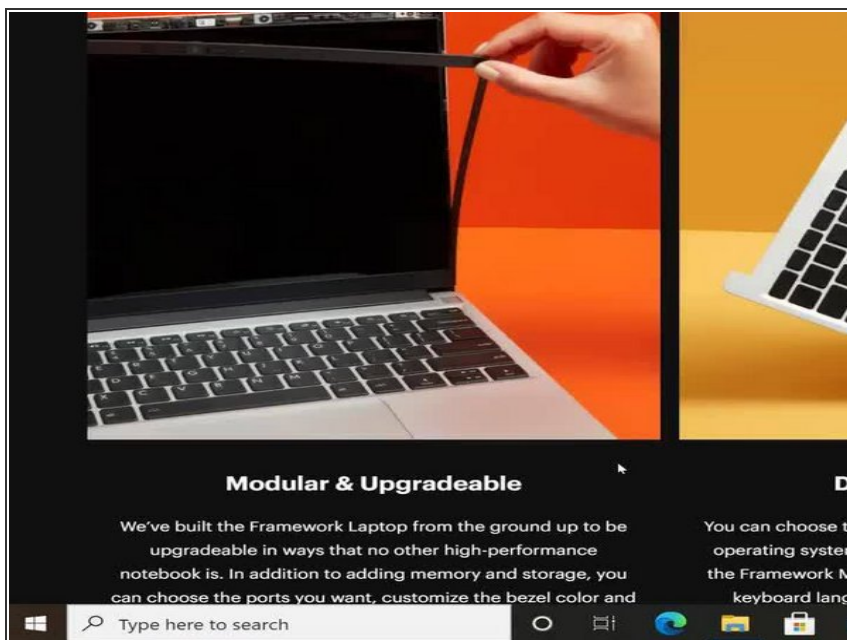 Modular & Upgradeable
We've built the Framework Laptop from the ground up to be
upgradeable in ways that no other high-performance
notebook is. In addition to adding memory and storage, you
can choose the ports you want, customize the bezel color and
D
You can choose t
operating system
the Framework M
keyboard lang
Type here to search